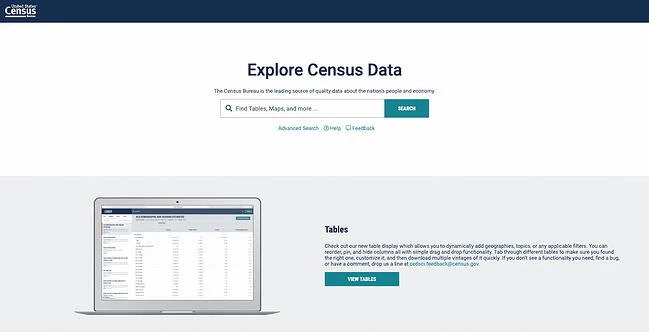 United States®
Census
Explore Census Data
The Census Bureau is the leading source of quality data about the nation's people and economy.
Find Tables, Maps, and more ...
SEARCH
Advanced Search Help Feedback
Tables
Check out our new table display which allows you to dynamically add geographies, topics, or any applicable filters. You can
reorder, pin, and hide columns all with simple drag and drop functionality. Tab through different tables to make sure you found
the right one, customize it, and then download multiple vintages of it quickly. If you don't see a functionality you need, find a bug,
or have a comment, drop us a line at cedsci.feedback@census.gov.
VIEW TABLES